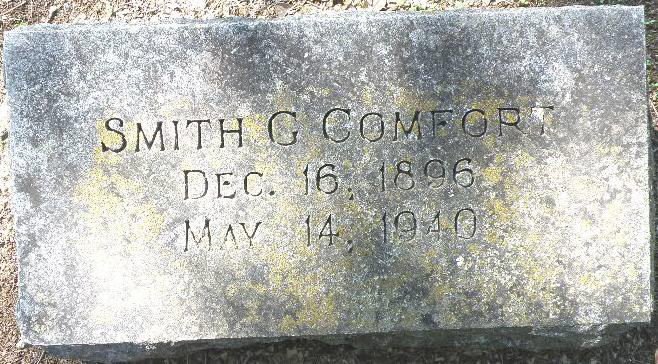 SMITH G COMFORT
DEC. 16, 1896
MAY 14, 1940